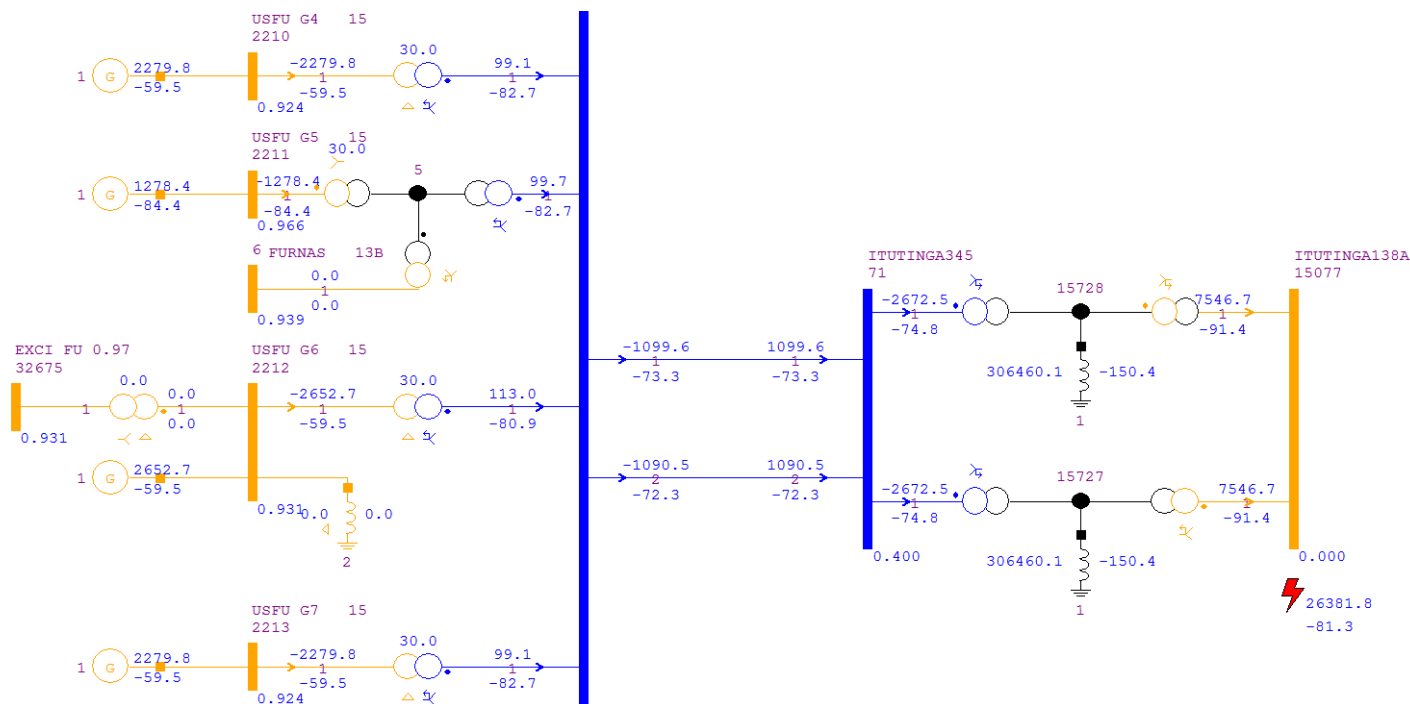 USFU G4 15
2210
1 G 2279.8 -2279.8 30.0 99.1
-59.5 1 -59.5 1 -82.7
0.924
USFU G5 15
2211 30.0 5
1 G 1278.4 -1278.4 99.7
-84.4 1 -84.4 1 -82.7
0.966
6 FURNAS 13B
0.0
1
0.0
0.939
EXCI FU 0.97
32675
0.0
1 0.0
1
0.0
0.931
USFU G6 15
2212
-2652.7 30.0 113.0
1 -59.5 1 -80.9
1 G 2652.7
-59.5
0.931
0.0 0.0
2
USFU G7 15
2213
1 G 2279.8 -2279.8 30.0 99.1
-59.5 1 -59.5 1 -82.7
0.924
-1099.6 1099.6
1 1
-73.3 -73.3
-1090.5 1090.5
2 2
-72.3 -72.3
ITUTINGA345
71
-2672.5 15728 7546.7
1 1
-74.8 -91.4
306460.1 -150.4
1
-2672.5 15727 7546.7
1 1
-74.8 -91.4
0.400
306460.1 -150.4
1
ITUTINGA138A
15077
0.000
26381.8
-81.3